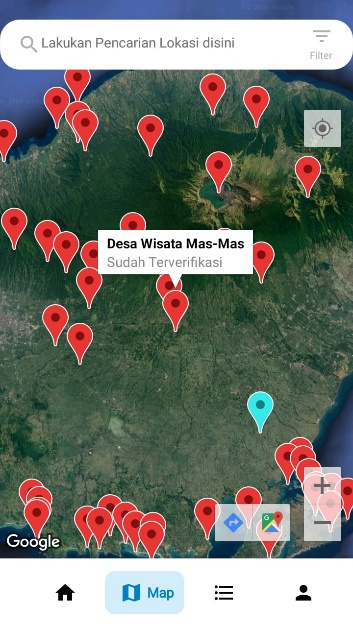 Lakukan Pencarian Lokasi disini
Filter
Desa Wisata Mas-Mas
Sudah Terverifikasi
Google
Map